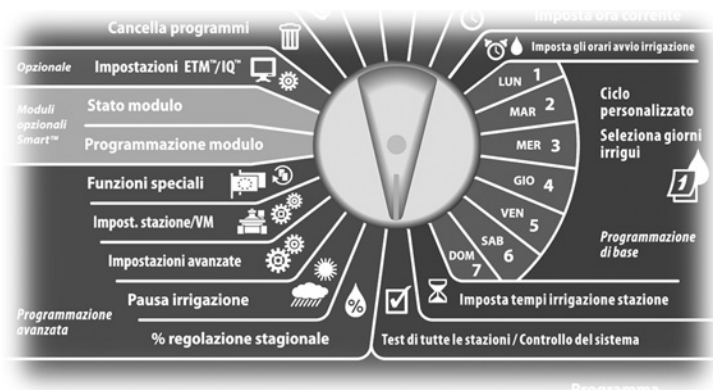 Cancella programmi
Opzionale
Impostazioni ETM™/IQ™
Moduli
opzionali
Smart™
Stato modulo
Programmazione modulo
Funzioni speciali
Impost. stazione/VM
Impostazioni avanzate
Pausa irrigazione
Programmazione
avanzata
% regolazione stagionale
Imposta ora corrente
Imposta gli orari avvio irrigazione
LUN 1
MAR 2
MER 3
GIO 4
VEN 5
SAB 6
DOM 7
Ciclo
personalizzato
Seleziona giorni
irrigui
1
Programmazione
di base
Imposta tempi irrigazione stazione
%
Test di tutte le stazioni / Controllo del sistema
Programma